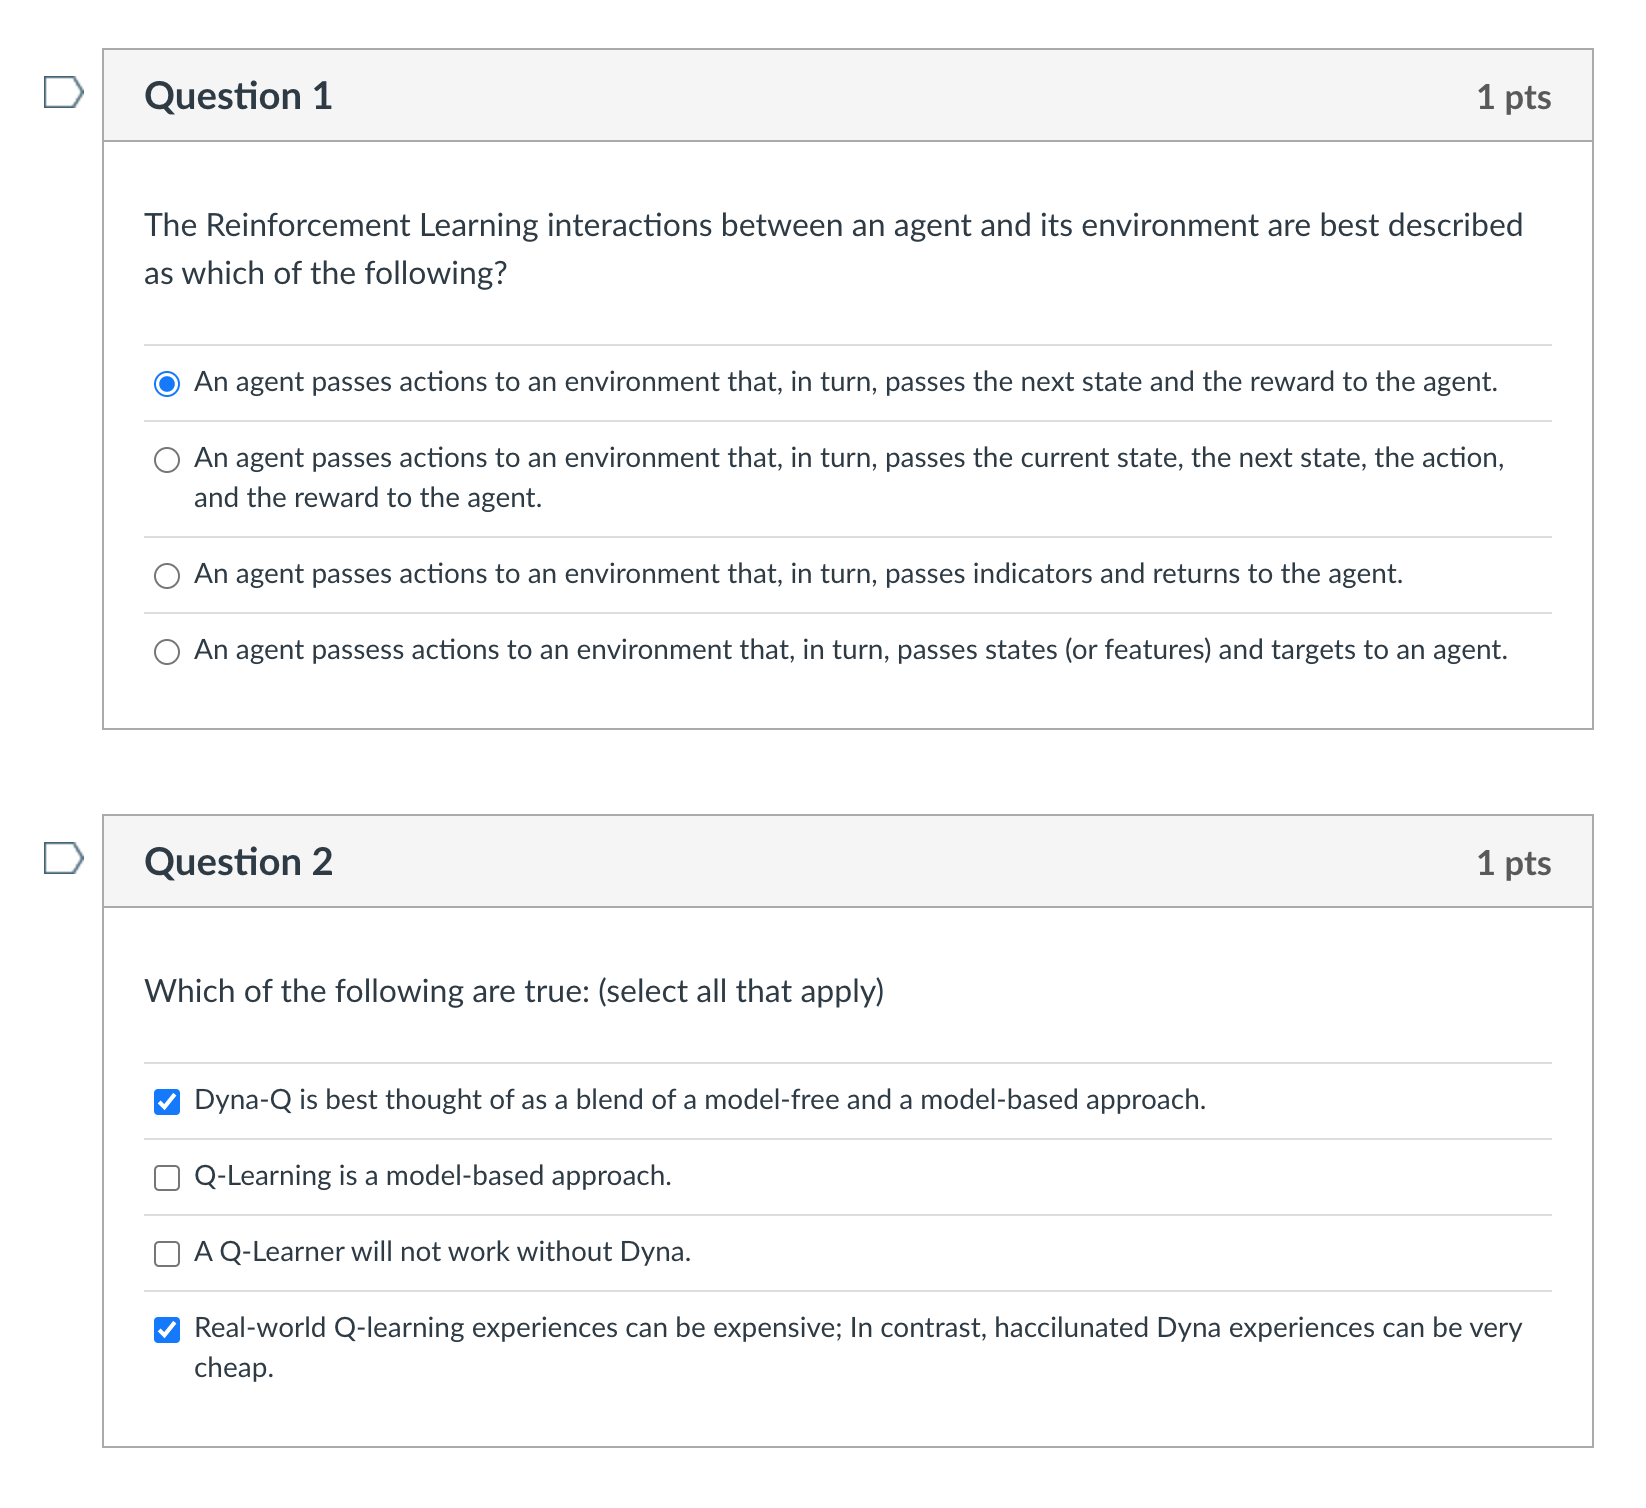 Question 1
1 pts
The Reinforcement Learning interactions between an agent and its environment are best described
as which of the following?
An agent passes actions to an environment that, in turn, passes the next state and the reward to the agent.
An agent passes actions to an environment that, in turn, passes the current state, the next state, the action,
and the reward to the agent.
An agent passes actions to an environment that, in turn, passes indicators and returns to the agent.
An agent passess actions to an environment that, in turn, passes states (or features) and targets to an agent.
Question 2
1 pts
Which of the following are true: (select all that apply)
Dyna-Q is best thought of as a blend of a model-free and a model-based approach.
Q-Learning is a model-based approach.
A Q-Learner will not work without Dyna.
Real-world Q-learning experiences can be expensive; In contrast, haccilunated Dyna experiences can be very
cheap.